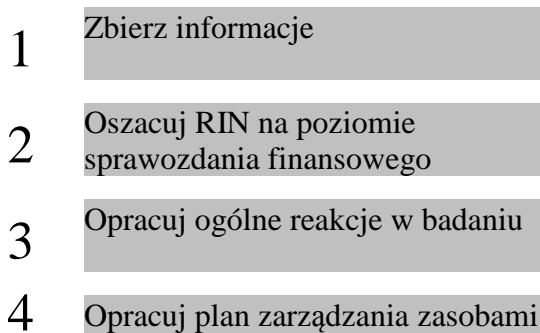 1 Zbierz informacje
2 Oszacuj RIN na poziomie
sprawozdania finansowego
3 Opracuj ogólne reakcje w badaniu
4 Opracuj plan zarządzania zasobami